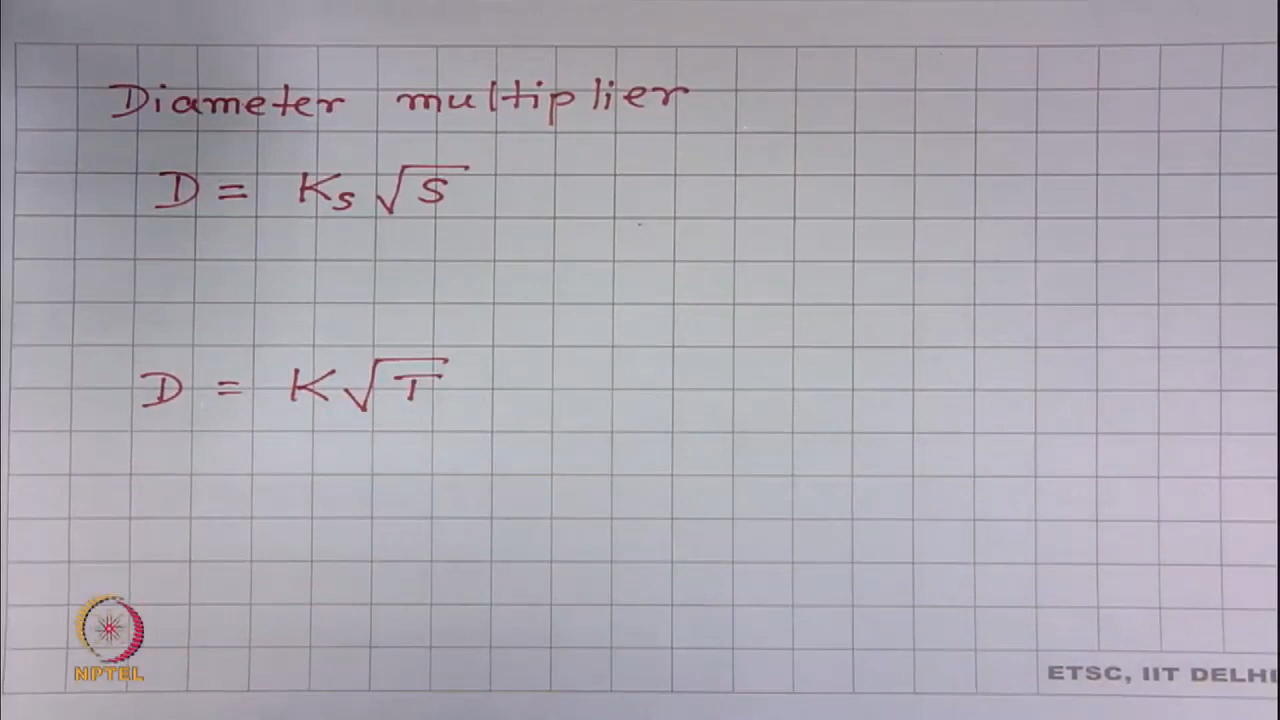 Diameter multiplier
D = Ks √S
D = K√T
NPTEL
ETSC, IIT DELHI